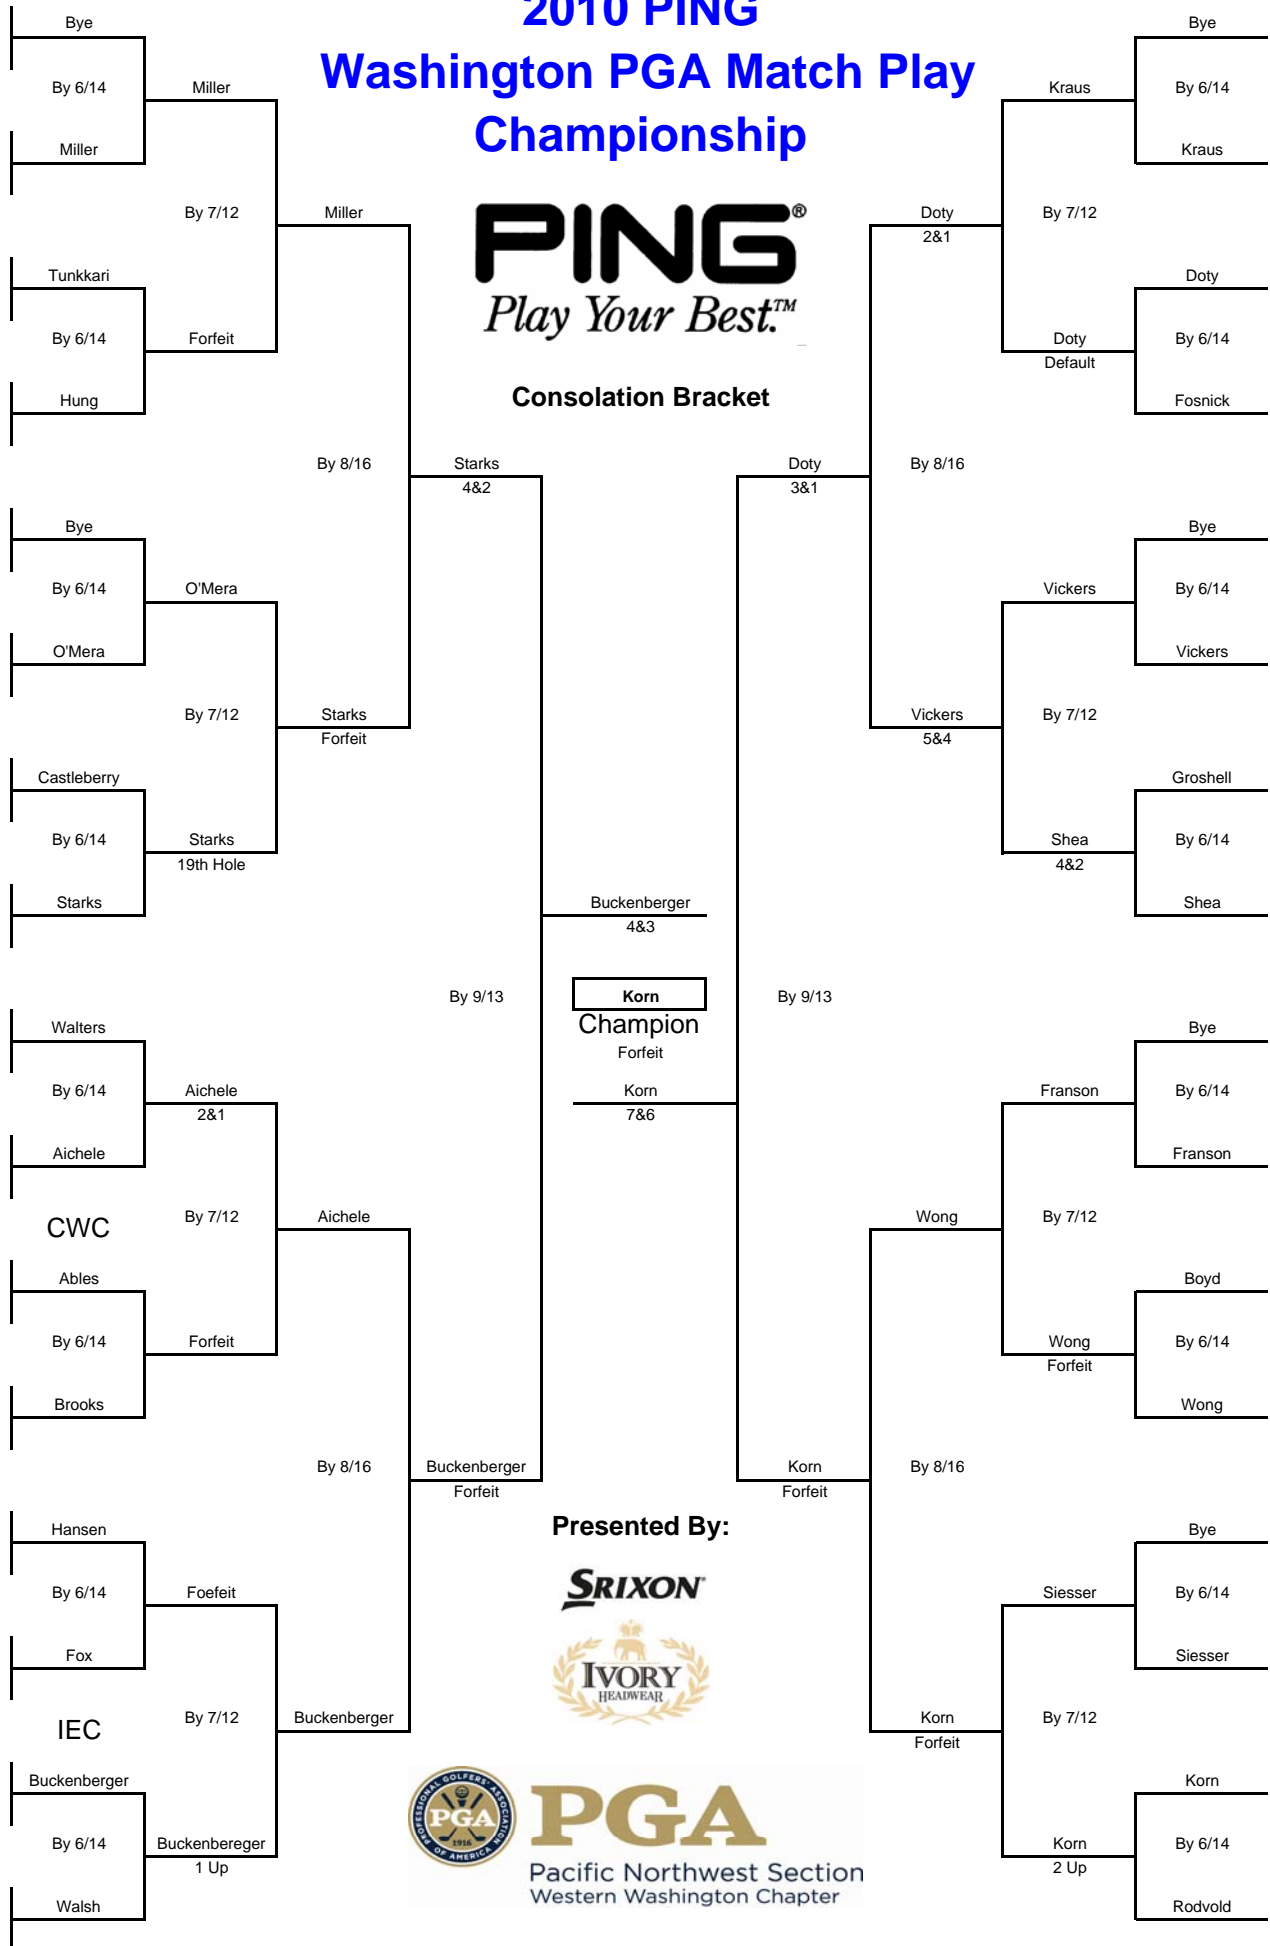 2010 PING
Washington PGA Match Play
Championship
PING®
Play Your Best.™
Consolation Bracket
Bye
By 6/14
Miller
Miller
By 7/12
Miller
Tunkkari
By 6/14
Forfeit
Hung
By 8/16
Starks
4&2
Bye
By 6/14
O'Mera
O'Mera
By 7/12
Starks
Forfeit
Castleberry
By 6/14
Starks
19th Hole
Starks
Buckenberger
4&3
By 9/13
Korn
Champion
Forfeit
Korn
7&6
By 9/13
Walters
By 6/14
Aichele
2&1
Aichele
CWC
By 7/12
Aichele
Ables
By 6/14
Forfeit
Brooks
By 8/16
Buckenberger
Forfeit
Hansen
By 6/14
Foefeit
Fox
IEC
By 7/12
Buckenberger
Buckenberger
By 6/14
Buckenbereger
1 Up
Walsh
Bye
Kraus
By 6/14
Kraus
Doty
2&1
By 7/12
Doty
Doty
Default
By 6/14
Fosnick
Doty
3&1
By 8/16
Bye
Vickers
By 6/14
Vickers
Vickers
5&4
By 7/12
Groshell
Shea
4&2
By 6/14
Shea
Bye
Franson
By 6/14
Franson
Wong
By 7/12
Boyd
Wong
Forfeit
By 6/14
Wong
Korn
Forfeit
By 8/16
Bye
Siesser
By 6/14
Siesser
Korn
Forfeit
By 7/12
Korn
Korn
2 Up
By 6/14
Rodvold
Presented By:
SRIXON
IVORY
HEADWEAR
PROFESSIONAL GOLFERS' ASSOCIATION
PGA
1916
OF AMERICA
PGA
Pacific Northwest Section
Western Washington Chapter